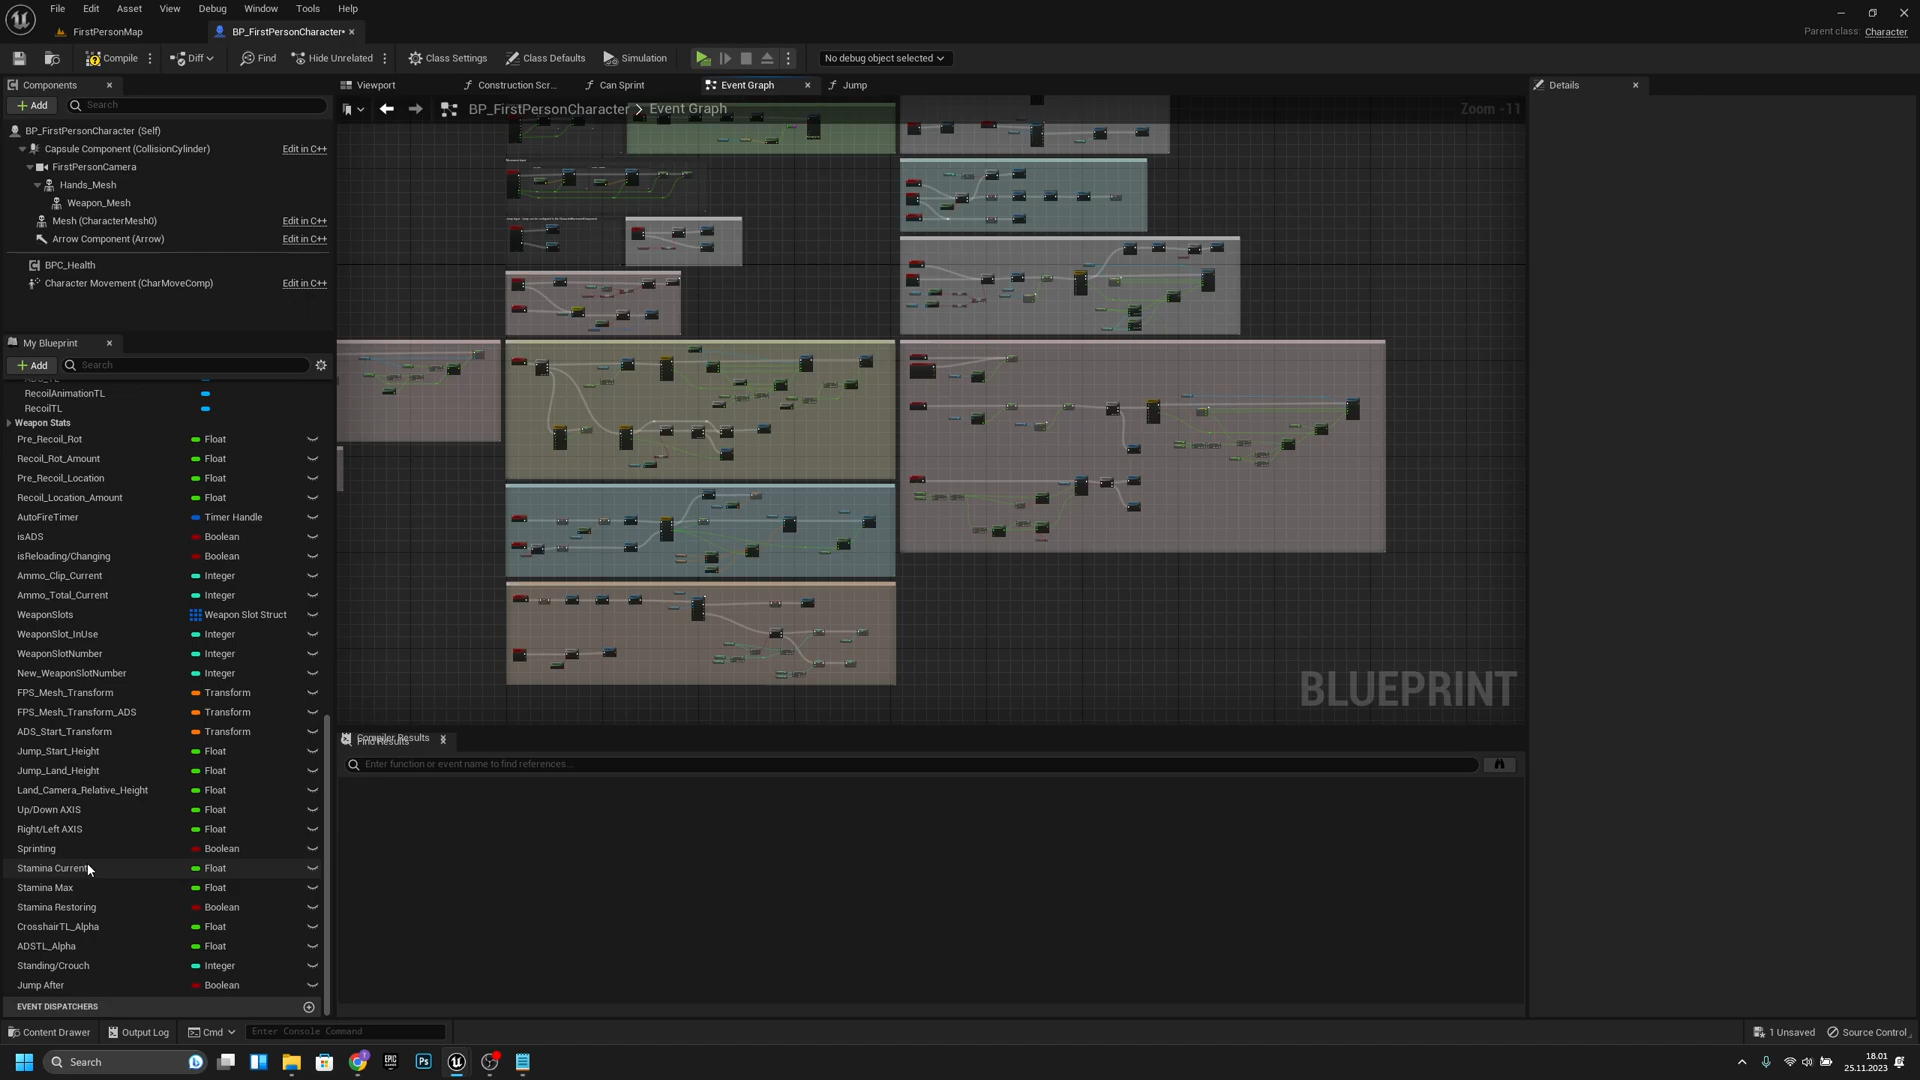 File Edit Asset View Debug Window Tools Help
FirstPersonMap BP_FirstPersonCharacter•
Parent class: Character
Compile Diff Find Hide Unrelated Class Settings Class Defaults Simulation No debug object selected
Components
Add Search
BP_FirstPersonCharacter (Self)
Capsule Component (CollisionCylinder) Edit in C++
FirstPersonCamera
Hands_Mesh
Weapon_Mesh
Mesh (CharacterMesh0) Edit in C++
Arrow Component (Arrow) Edit in C++
BPC_Health
Character Movement (CharMoveComp) Edit in C++
My Blueprint
Add Search
RecoilAnimationTL
RecoilTL
Weapon Stats
Pre_Recoil_Rot Float
Recoil_Rot_Amount Float
Pre_Recoil_Location Float
Recoil_Location_Amount Float
AutoFireTimer Timer Handle
isADS Boolean
isReloading/Changing Boolean
Ammo_Clip_Current Integer
Ammo_Total_Current Integer
WeaponSlots Weapon Slot Struct
WeaponSlot_InUse Integer
WeaponSlotNumber Integer
New_WeaponSlotNumber Integer
FPS_Mesh_Transform Transform
FPS_Mesh_Transform_ADS Transform
ADS_Start_Transform Transform
Jump_Start_Height Float
Jump_Land_Height Float
Land_Camera_Relative_Height Float
Up/Down AXIS Float
Right/Left AXIS Float
Sprinting Boolean
Stamina Current Float
Stamina Max Float
Stamina Restoring Boolean
CrosshairTL_Alpha Float
ADSTL_Alpha Float
Standing/Crouch Integer
Jump After Boolean
EVENT DISPATCHERS
Viewport Construction Scr... Can Sprint Event Graph Jump
BP_FirstPersonCharacter > Event Graph Zoom -11
BLUEPRINT
Compiler Results
Find Results
Enter function or event name to find references...
Details
Content Drawer Output Log Cmd Enter Console Command
1 Unsaved Source Control
Search
Ps
18.01
25.11.2023